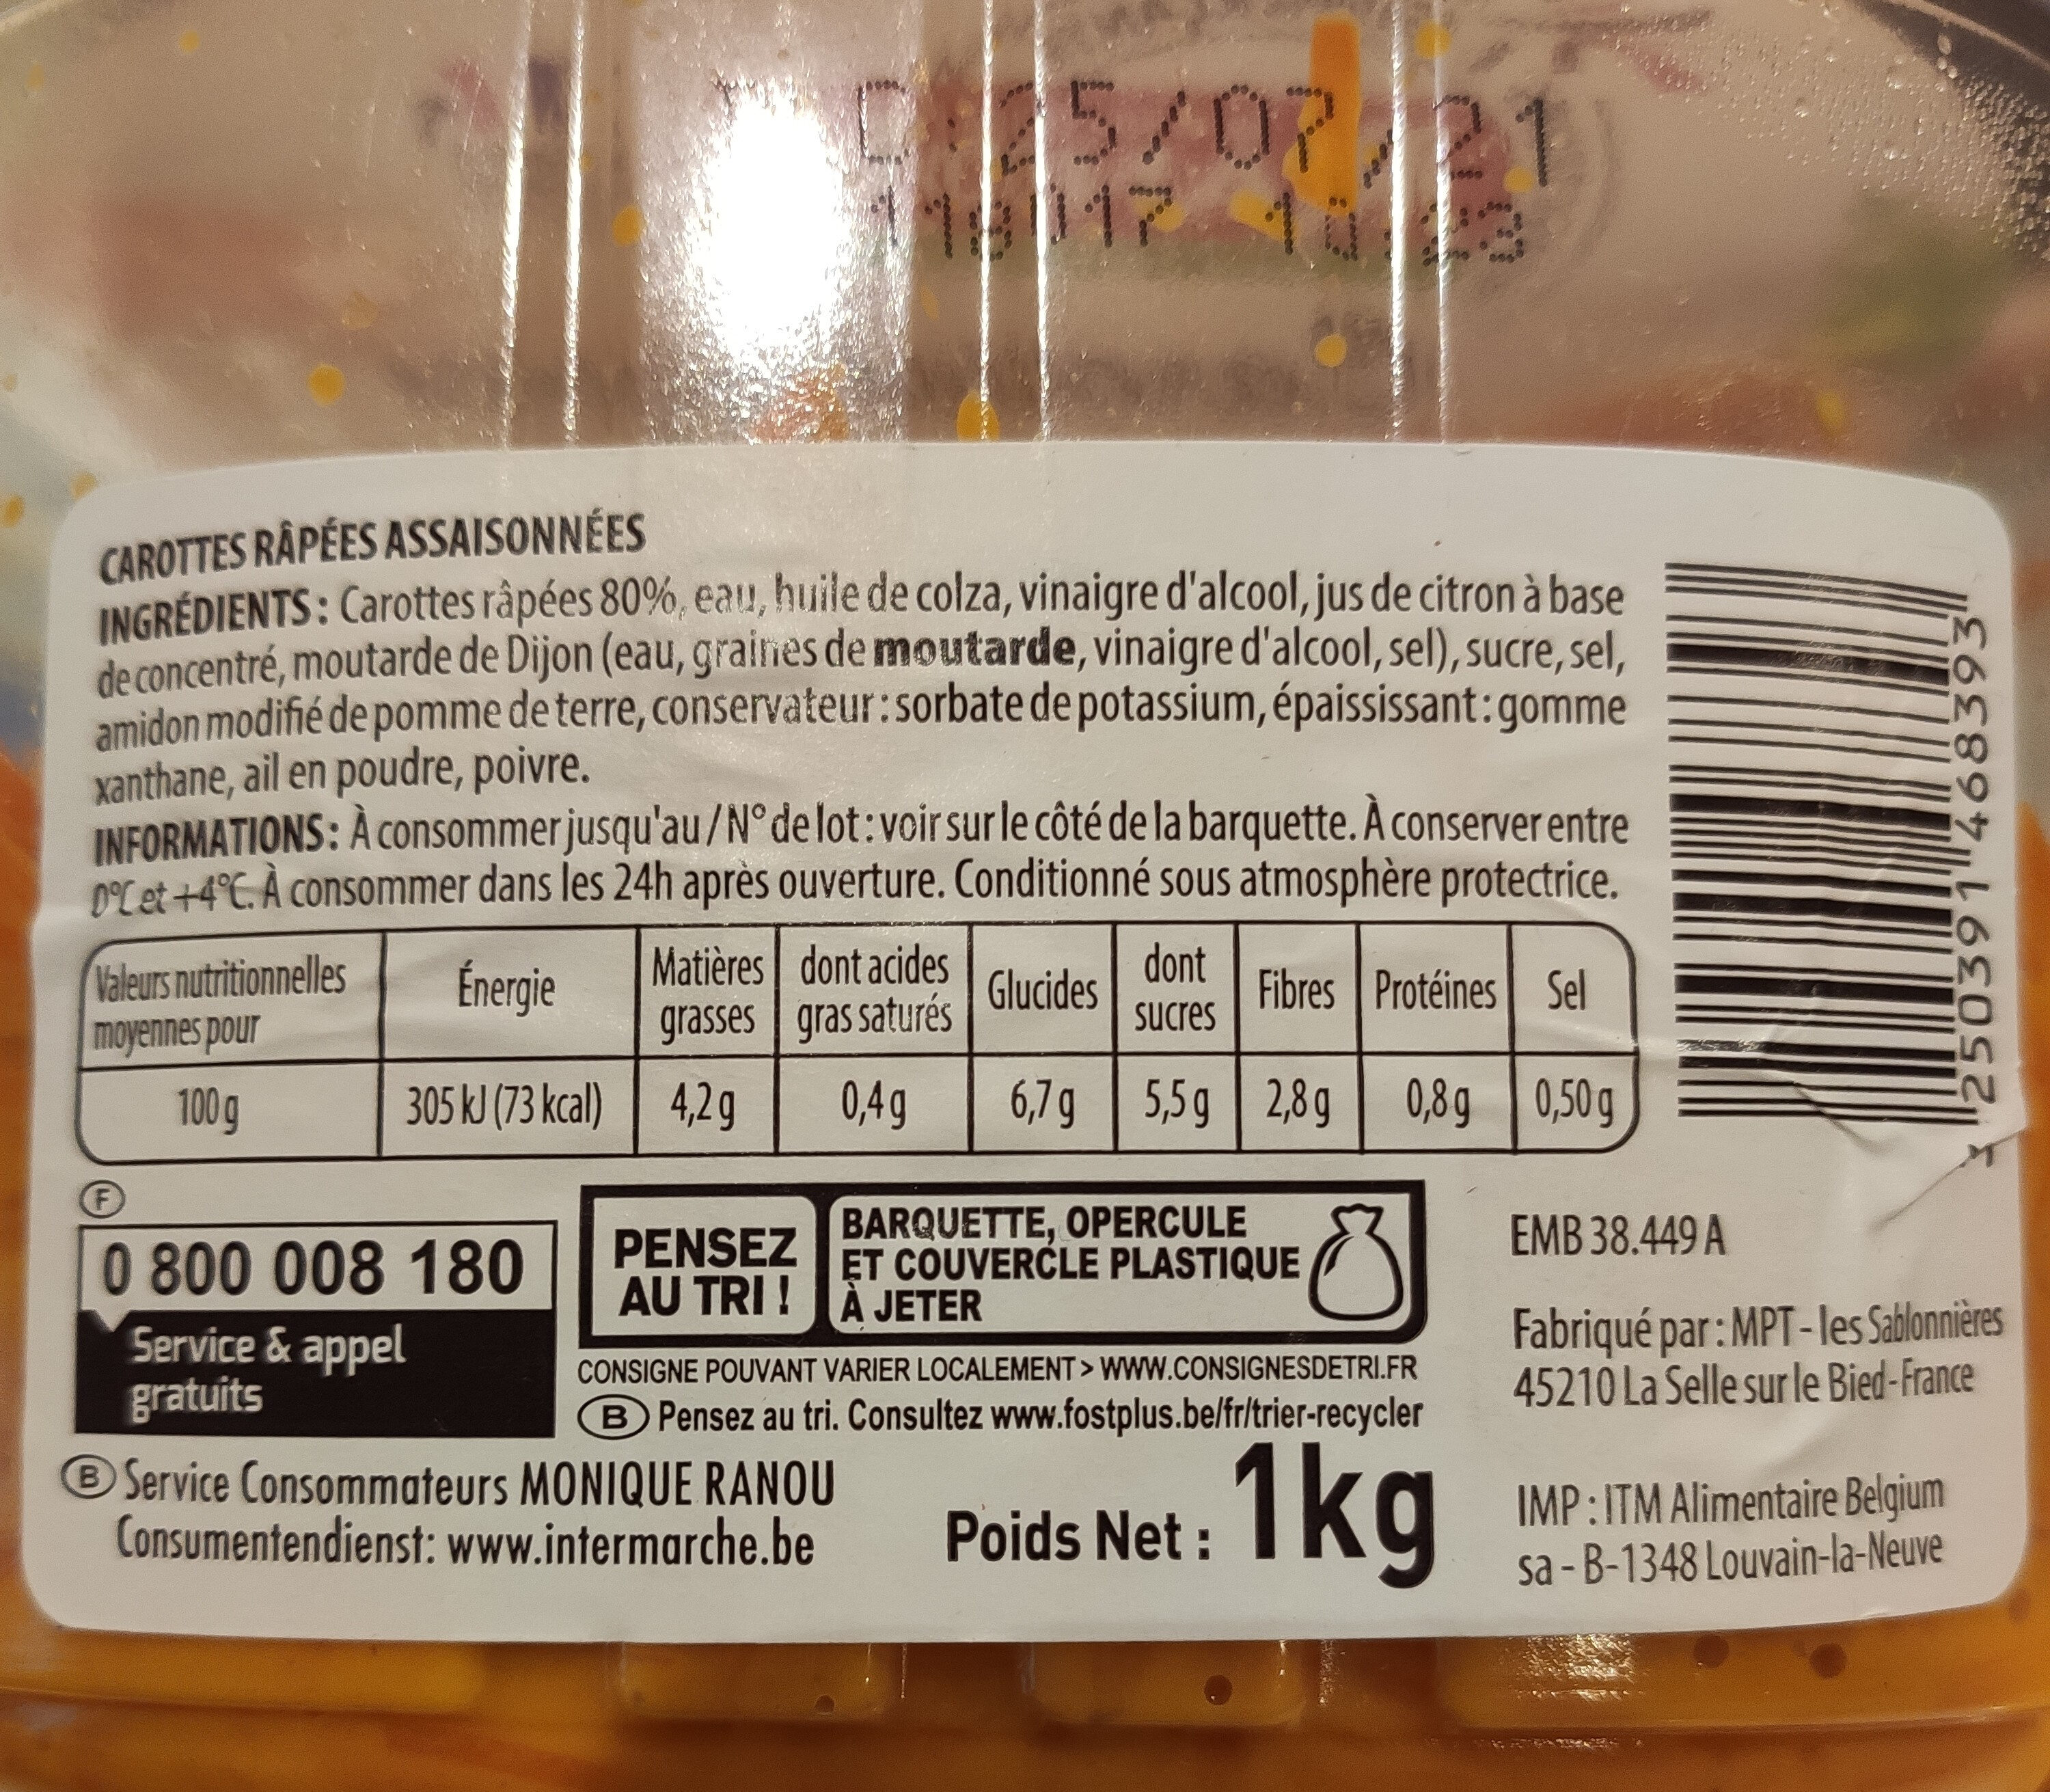 25/07/21
CAROTTES RÂPÉES ASSAISONNÉES
INGRÉDIENTS : Carottes râpées 80%, eau, huile de colza, vinaigre d'alcool, jus de citron à base
de concentré, moutarde de Dijon (eau, graines de moutarde, vinaigre d'alcool, sel), sucre, sel,
amidon modifié de pomme de terre, conservateur : sorbate de potassium, épaississant : gomme
xanthane, ail en poudre, poivre.
INFORMATIONS : À consommer jusqu'au / N° de lot : voir sur le côté de la barquette. À conserver entre
0°C et +4°C. À consommer dans les 24h après ouverture. Conditionné sous atmosphère protectrice.
Valeurs nutritionnelles moyennes pour | Énergie | Matières grasses | dont acides gras saturés | Glucides | dont sucres | Fibres | Protéines | Sel
100 g | 305 kJ (73 kcal) | 4,2 g | 0,4 g | 6,7 g | 5,5 g | 2,8 g | 0,8 g | 0,50 g
3 250391 468393
F
0 800 008 180
Service & appel
gratuits
PENSEZ
AU TRI !
BARQUETTE, OPERCULE
ET COUVERCLE PLASTIQUE
À JETER
CONSIGNE POUVANT VARIER LOCALEMENT > WWW.CONSIGNESDETRI.FR
B Pensez au tri. Consultez www.fostplus.be/fr/trier-recycler
B Service Consommateurs MONIQUE RANOU
Consumentendienst: www.intermarche.be
Poids Net : 1kg
EMB 38.449 A
Fabriqué par : MPT - les Sablonnières
45210 La Selle sur le Bied - France
IMP : ITM Alimentaire Belgium
sa - B-1348 Louvain-la-Neuve